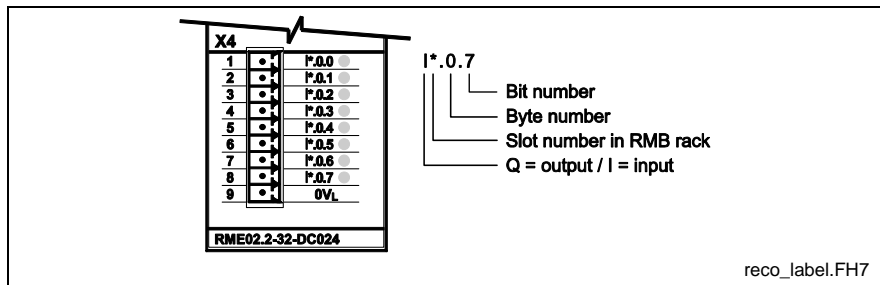 X4
1 I*.0.0
2 I*.0.1
3 I*.0.2
4 I*.0.3
5 I*.0.4
6 I*.0.5
7 I*.0.6
8 I*.0.7
9 0VL
RME02.2-32-DC024
I*.0.7
Bit number
Byte number
Slot number in RMB rack
Q = output / I = input
reco_label.FH7